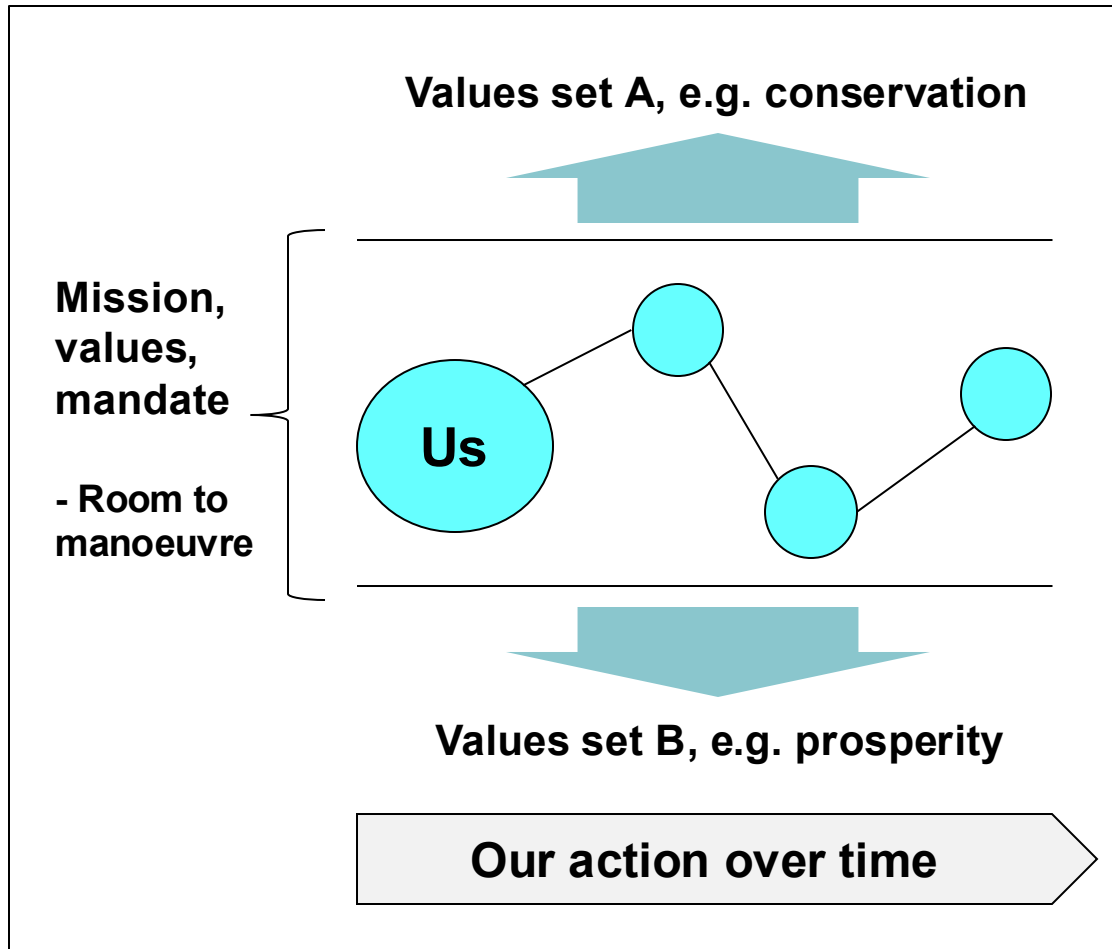 Values set A, e.g. conservation
Mission,
values,
mandate
- Room to
manoeuvre
Us
Values set B, e.g. prosperity
Our action over time